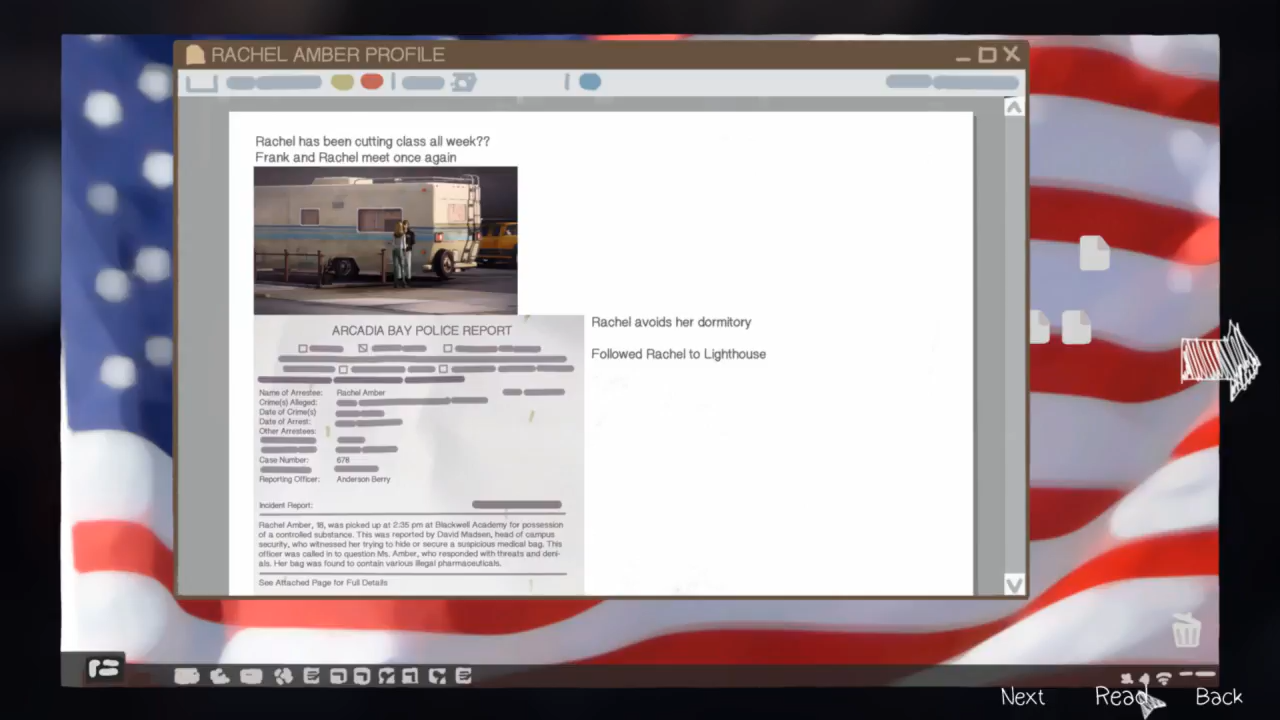 RACHEL AMBER PROFILE
Rachel has been cutting class all week??
Frank and Rachel meet once again
ARCADIA BAY POLICE REPORT
Name of Arrestee: Rachel Amber
Crime(s) Alleged:
Date of Crime(s)
Date of Arrest:
Other Arrestees:
Case Number: 678
Reporting Officer: Anderson Berry
Incident Report:
Rachel Amber, 18, was picked up at 2:35 pm at Blackwell Academy for possession
of a controlled substance. This was reported by David Madsen, head of campus
security, who witnessed her trying to hide or secure a suspicious medical bag. This
officer was called in to question Ms. Amber, who responded with threats and deni-
als. Her bag was found to contain various illegal pharmaceuticals.
See Attached Page for Full Details
Rachel avoids her dormitory
Followed Rachel to Lighthouse
Next Read Back